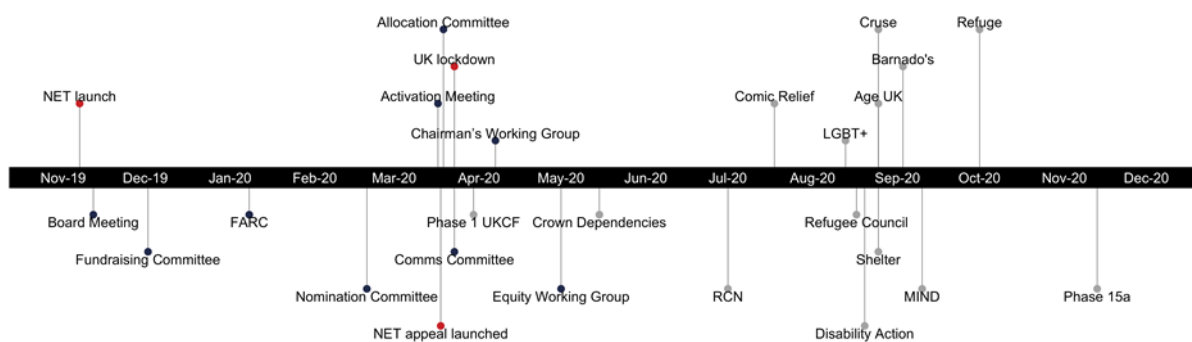 Allocation Committee
Cruse
Refuge
UK lockdown
Barnado's
NET launch
Activation Meeting
Comic Relief
Age UK
Chairman's Working Group
LGBT+
Nov-19 Dec-19 Jan-20 Feb-20 Mar-20 Apr-20 May-20 Jun-20 Jul-20 Aug-20 Sep-20 Oct-20 Nov-20 Dec-20
Board Meeting
FARC
Phase 1 UKCF
Crown Dependencies
Refugee Council
Fundraising Committee
Comms Committee
Shelter
Nomination Committee
Equity Working Group
RCN
MIND
Phase 15a
NET appeal launched
Disability Action